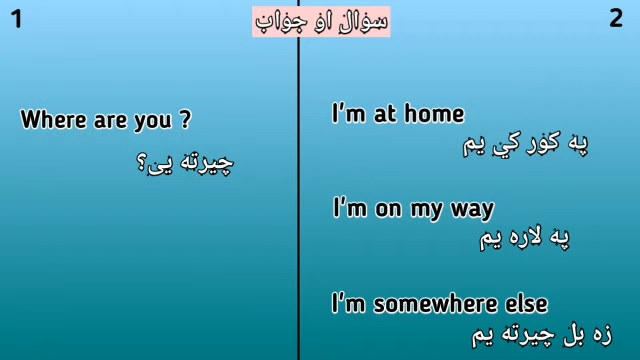 1
سوال او جواب
2
Where are you ?
چیرته یی؟
I'm at home
په کور کي یم
I'm on my way
په لاره یم
I'm somewhere else
زه بل چیرته یم